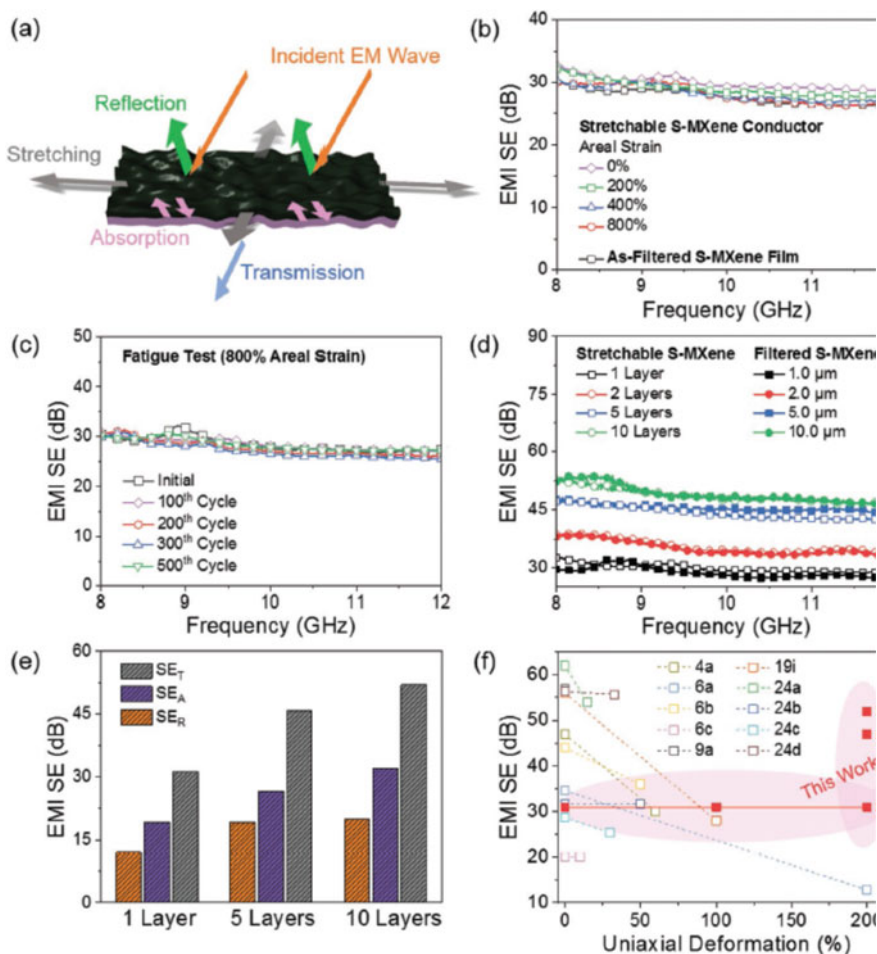 (a)
Incident EM Wave
Reflection
Stretching
Absorption
Transmission
(b)
40
30
20
10
0
EMI SE (dB)
Stretchable S-MXene Conductor
Areal Strain
0%
200%
400%
800%
As-Filtered S-MXene Film
8 9 10 11
Frequency (GHz)
(c)
50
40
30
20
10
0
EMI SE (dB)
Fatigue Test (800% Areal Strain)
Initial
100th Cycle
200th Cycle
300th Cycle
500th Cycle
8 9 10 11 12
Frequency (GHz)
(d)
90
75
60
45
30
EMI SE (dB)
Stretchable S-MXene Filtered S-MXene
1 Layer 1.0 µm
2 Layers 2.0 µm
5 Layers 5.0 µm
10 Layers 10.0 µm
8 9 10 11
Frequency (GHz)
(e)
60
45
30
15
0
EMI SE (dB)
SET
SEA
SER
1 Layer 5 Layers 10 Layers
(f)
60
50
40
30
20
10
EMI SE (dB)
4a 19i
6a 24a
6b 24b
6c 24c
9a 24d
This Work
0 50 100 150 200
Uniaxial Deformation (%)